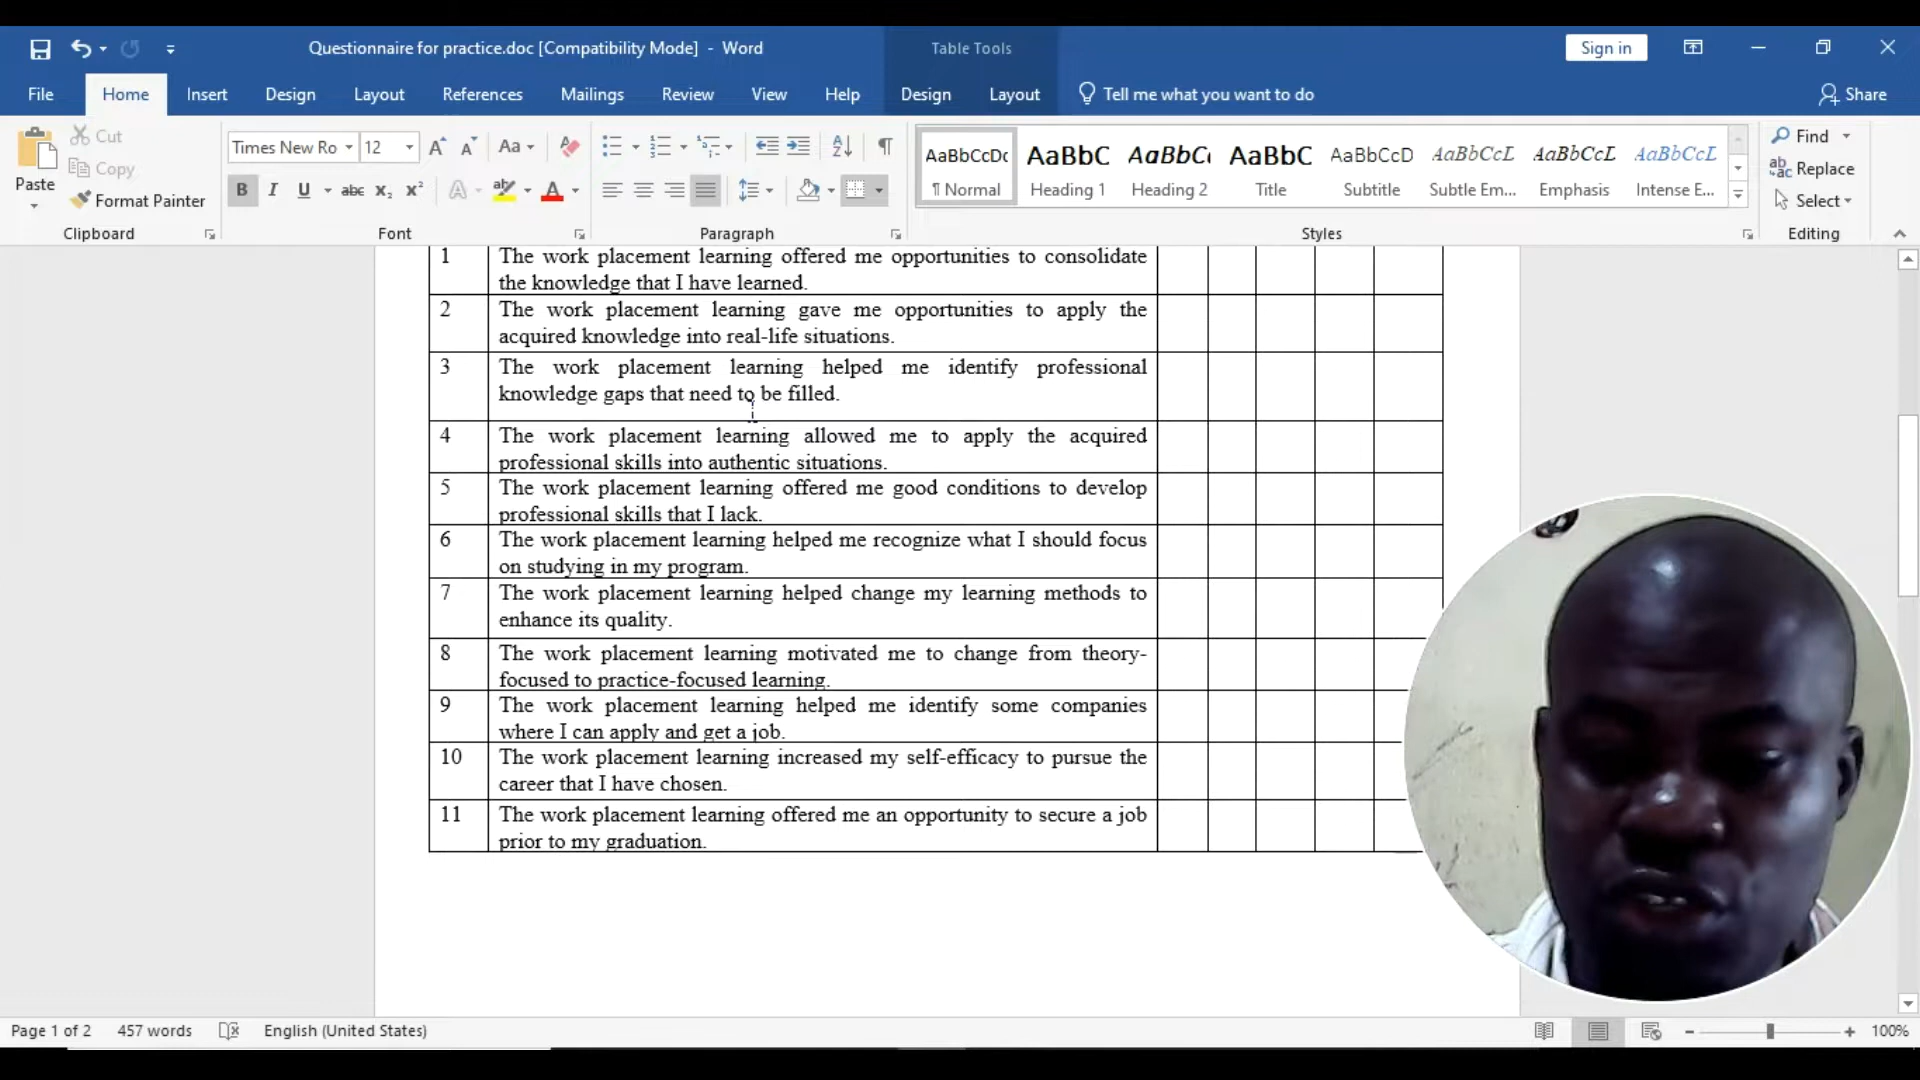 Questionnaire for practice.doc [Compatibility Mode] - Word
Table Tools
Sign in
File
Home
Insert
Design
Layout
References
Mailings
Review
View
Help
Design
Layout
Tell me what you want to do
Share
Paste
Cut
Copy
Format Painter
Clipboard
Times New Ro
12
Aa
B I U abc x₂ x²
Font
Paragraph
AaBbCcDc
¶ Normal
AaBbC
Heading 1
AaBbCc
Heading 2
AaBbC
Title
AaBbCcD
Subtitle
AaBbCcL
Subtle Em...
AaBbCcL
Emphasis
AaBbCcL
Intense E...
Styles
Find
Replace
Select
Editing
1 The work placement learning offered me opportunities to consolidate
the knowledge that I have learned.
2 The work placement learning gave me opportunities to apply the
acquired knowledge into real-life situations.
3 The work placement learning helped me identify professional
knowledge gaps that need to be filled.
4 The work placement learning allowed me to apply the acquired
professional skills into authentic situations.
5 The work placement learning offered me good conditions to develop
professional skills that I lack.
6 The work placement learning helped me recognize what I should focus
on studying in my program.
7 The work placement learning helped change my learning methods to
enhance its quality.
8 The work placement learning motivated me to change from theory-
focused to practice-focused learning.
9 The work placement learning helped me identify some companies
where I can apply and get a job.
10 The work placement learning increased my self-efficacy to pursue the
career that I have chosen.
11 The work placement learning offered me an opportunity to secure a job
prior to my graduation.
Page 1 of 2
457 words
English (United States)
100%